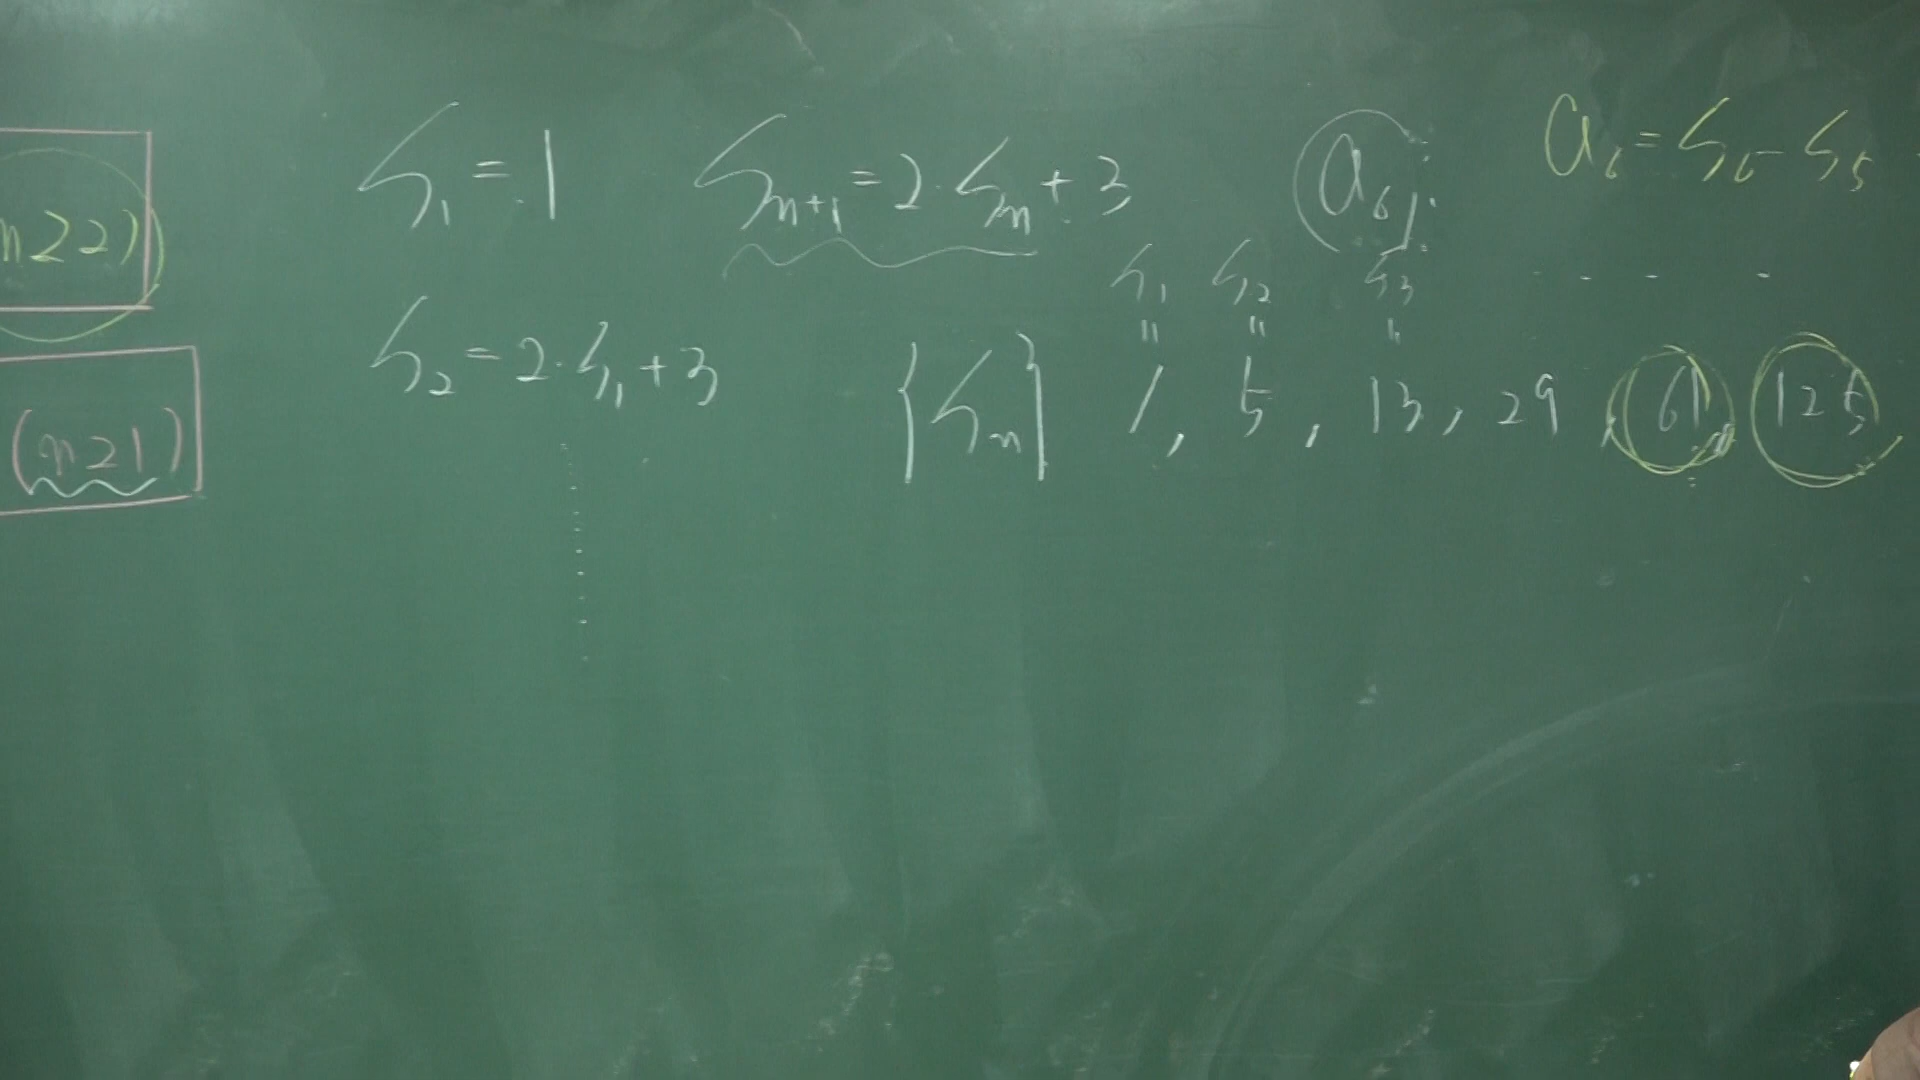 n≥2)
(n≥1)
S₁ = 1 Sₙ₊₁ = 2·Sₙ + 3 a₆
a₆ = S₆ - S₅
S₁ S₂ S₃
S₂ = 2·S₁ + 3
{Sₙ} 1, 5, 13, 29, 61, 125